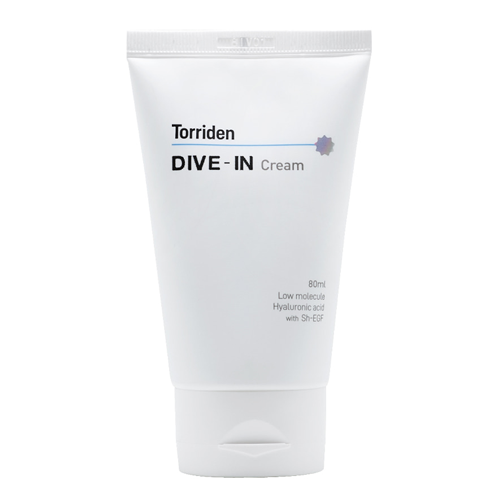 Torriden
DIVE-IN Cream
80ml
Low molecule
Hyaluronic acid
with Sh-EGF